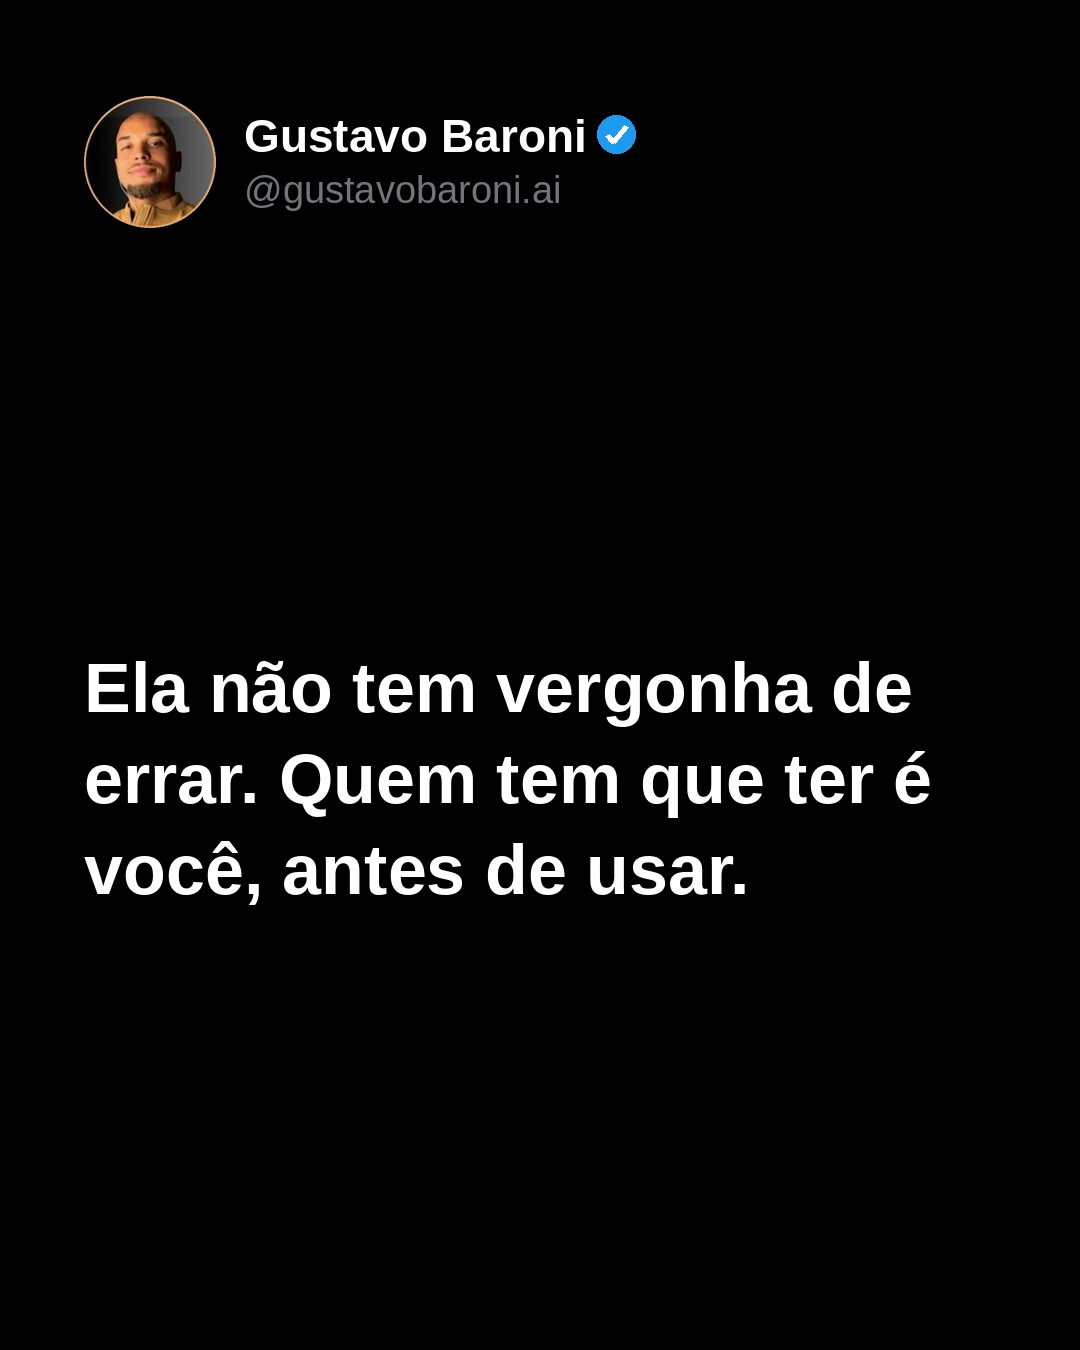 Gustavo Baroni
@gustavobaroni.ai
Ela não tem vergonha de
errar. Quem tem que ter é
você, antes de usar.